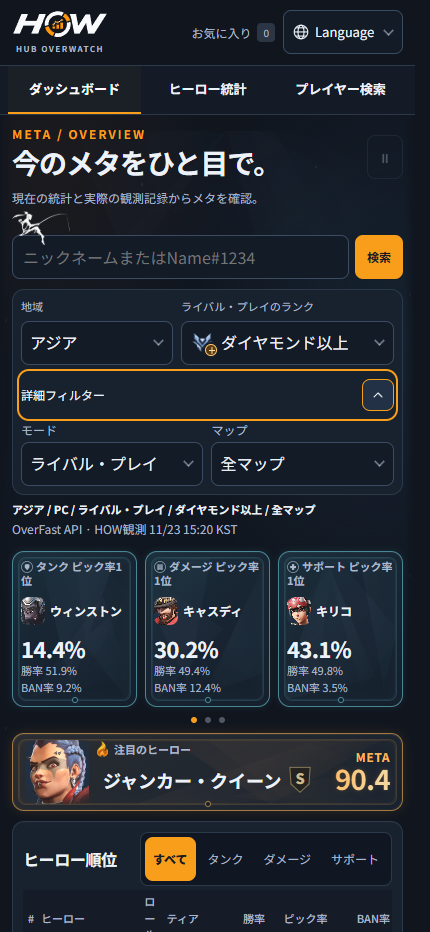 HOW
HUB OVERWATCH
お気に入り 0
Language
ダッシュボード ヒーロー統計 プレイヤー検索
META / OVERVIEW
今のメタをひと目で。
現在の統計と実際の観測記録からメタを確認。
ニックネームまたはName#1234 検索
地域 ライバル・プレイのランク
アジア ダイヤモンド以上
詳細フィルター
モード マップ
ライバル・プレイ 全マップ
アジア / PC / ライバル・プレイ / ダイヤモンド以上 / 全マップ
OverFast API · HOW観測 11/23 15:20 KST
タンク ピック率1位
ウィンストン
14.4%
勝率 51.9%
BAN率 9.2%
ダメージ ピック率1位
キャスディ
30.2%
勝率 49.4%
BAN率 12.4%
サポート ピック率1位
キリコ
43.1%
勝率 49.8%
BAN率 3.5%
注目のヒーロー
ジャンカー・クイーン S
META
90.4
ヒーロー順位 すべて タンク ダメージ サポート
# ヒーロー ロー ティア 勝率 ピック率 BAN率